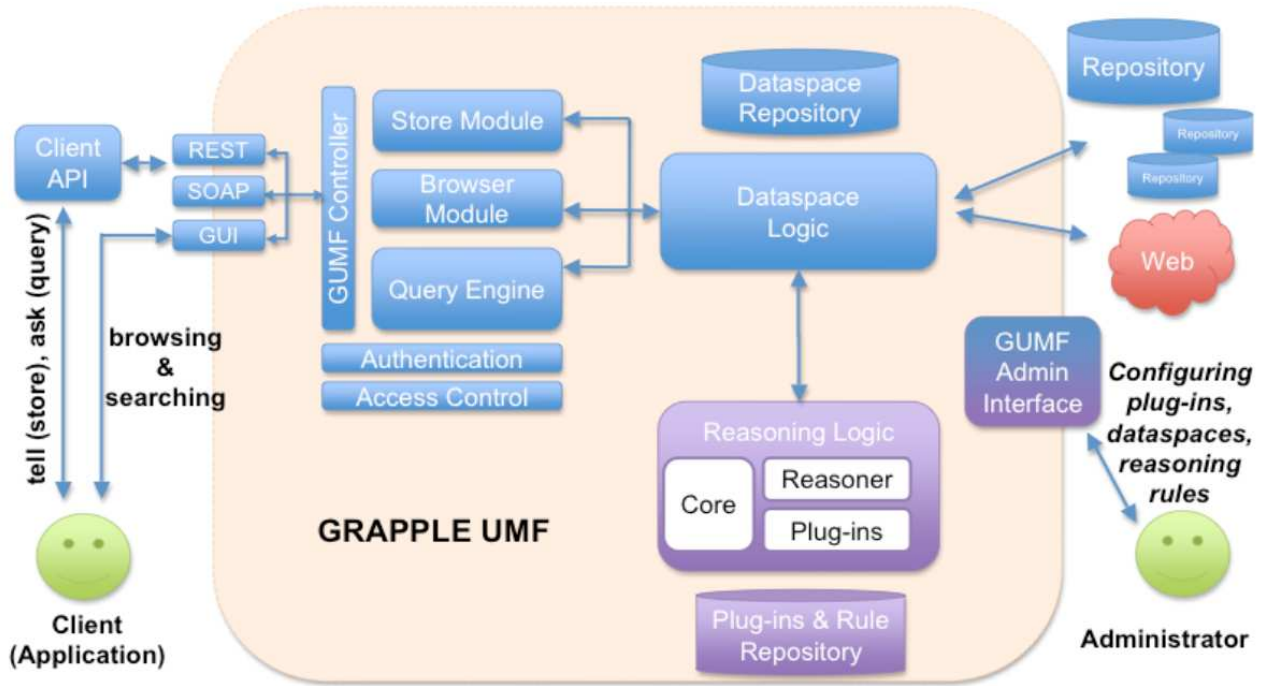 Client
API
tell (store), ask (query)
browsing
&
searching
Client
(Application)
REST
SOAP
GUI
GUMF Controller
Store Module
Browser
Module
Query Engine
Authentication
Access Control
GRAPPLE UMF
Dataspace
Repository
Dataspace
Logic
Reasoning Logic
Core
Reasoner
Plug-ins
Plug-ins & Rule
Repository
Repository
Repository
Repository
Web
GUMF
Admin
Interface
Configuring
plug-ins,
dataspaces,
reasoning
rules
Administrator